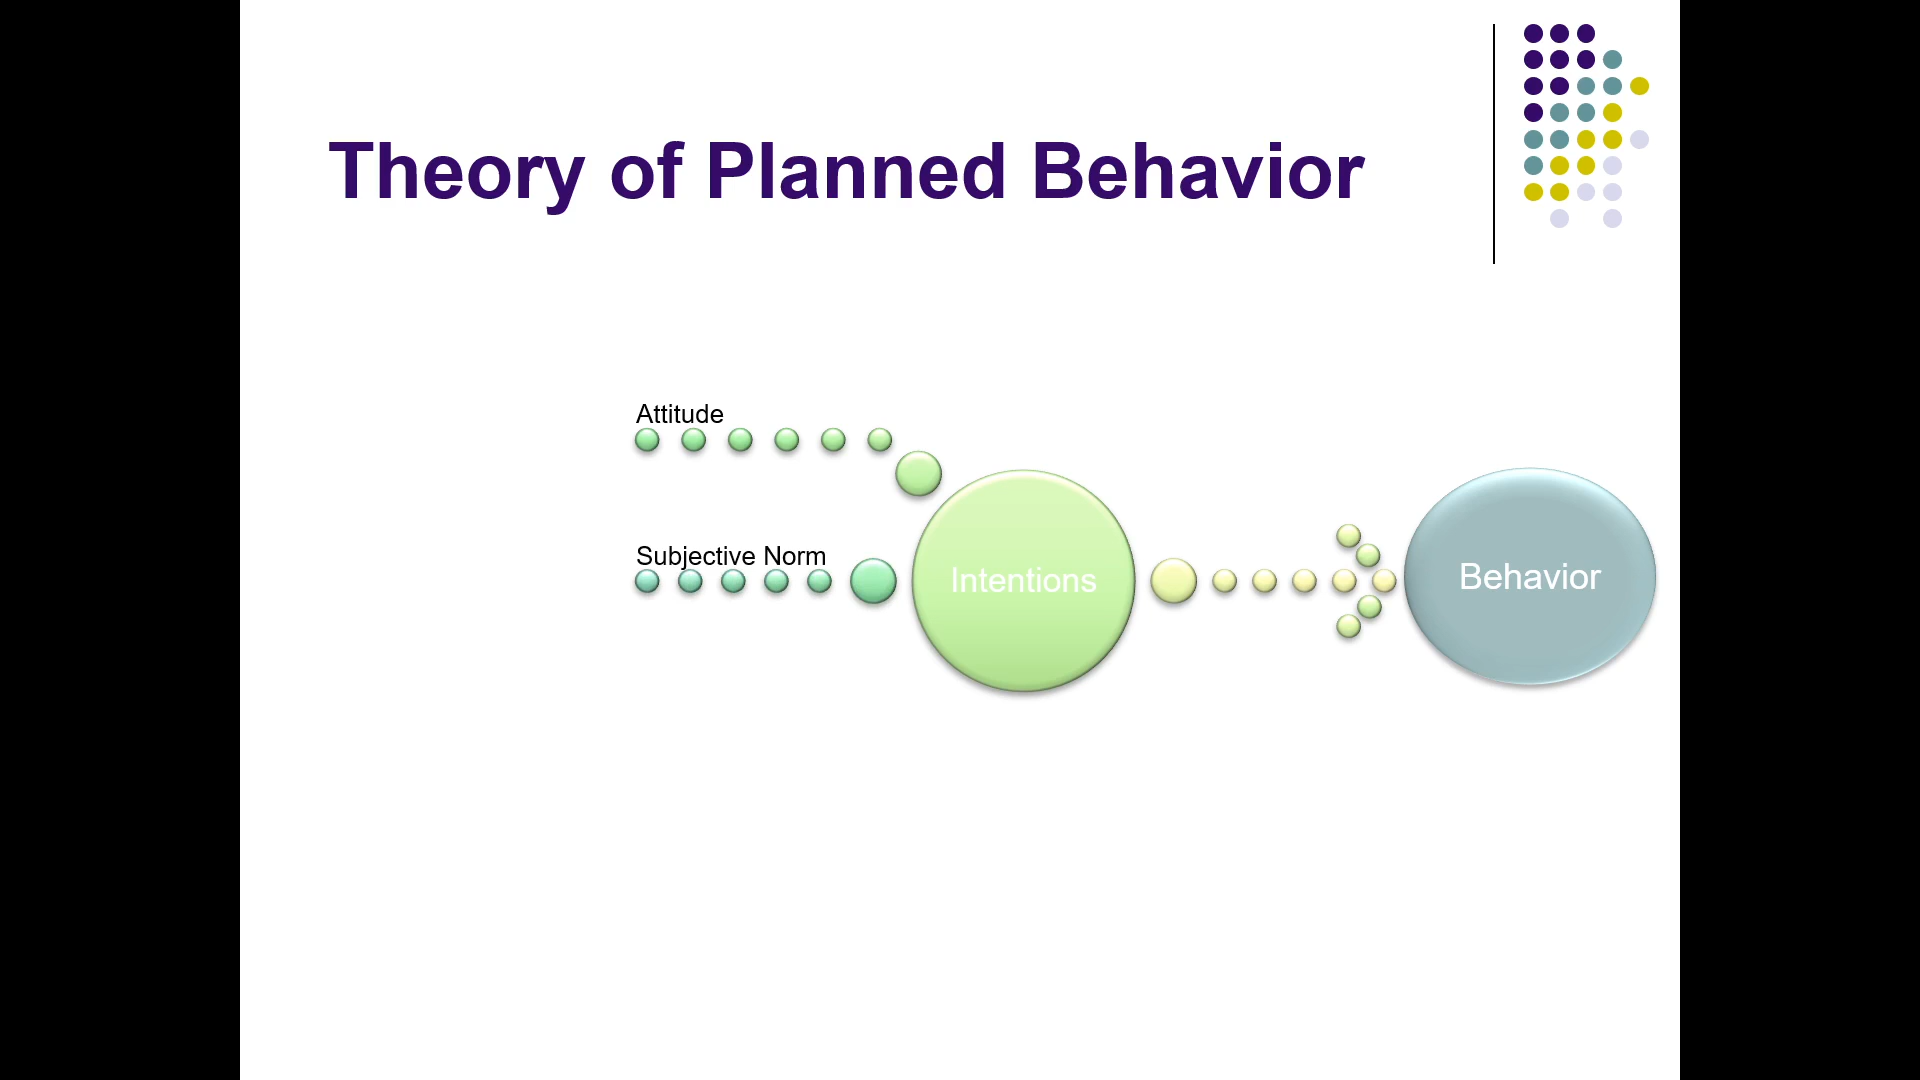 Theory of Planned Behavior
Attitude
Subjective Norm
Intentions
Behavior